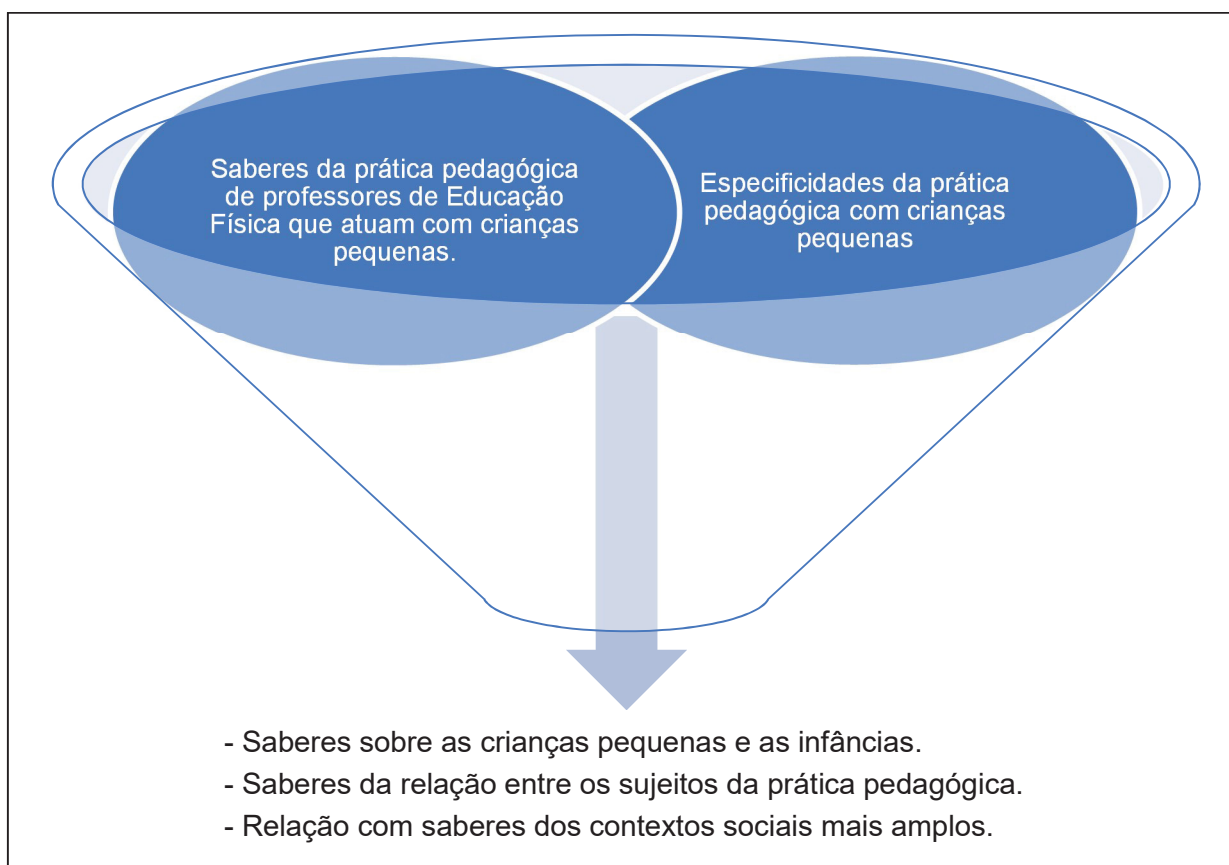 Saberes da prática pedagógica
de professores de Educação
Física que atuam com crianças
pequenas.
Especificidades da prática
pedagógica com crianças
pequenas
- Saberes sobre as crianças pequenas e as infâncias.
- Saberes da relação entre os sujeitos da prática pedagógica.
- Relação com saberes dos contextos sociais mais amplos.